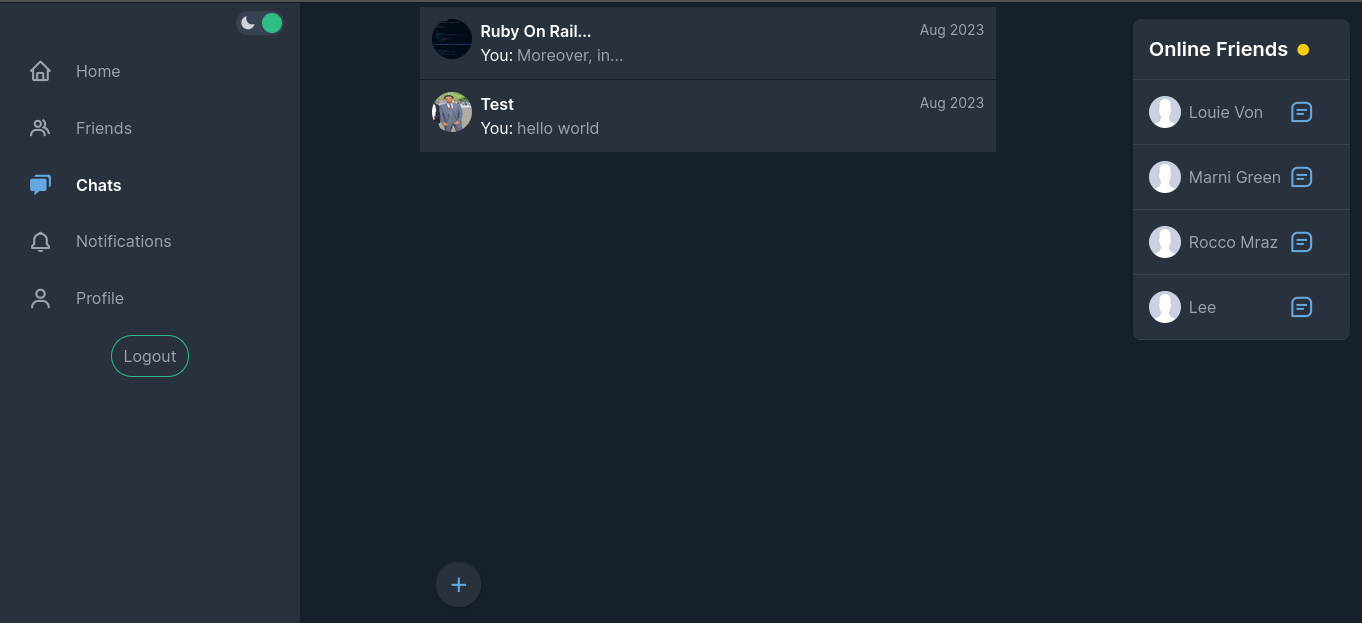 Home
Friends
Chats
Notifications
Profile
Logout
Ruby On Rail...
Aug 2023
You: Moreover, in...
Test
Aug 2023
You: hello world
Online Friends
Louie Von
Marni Green
Rocco Mraz
Lee